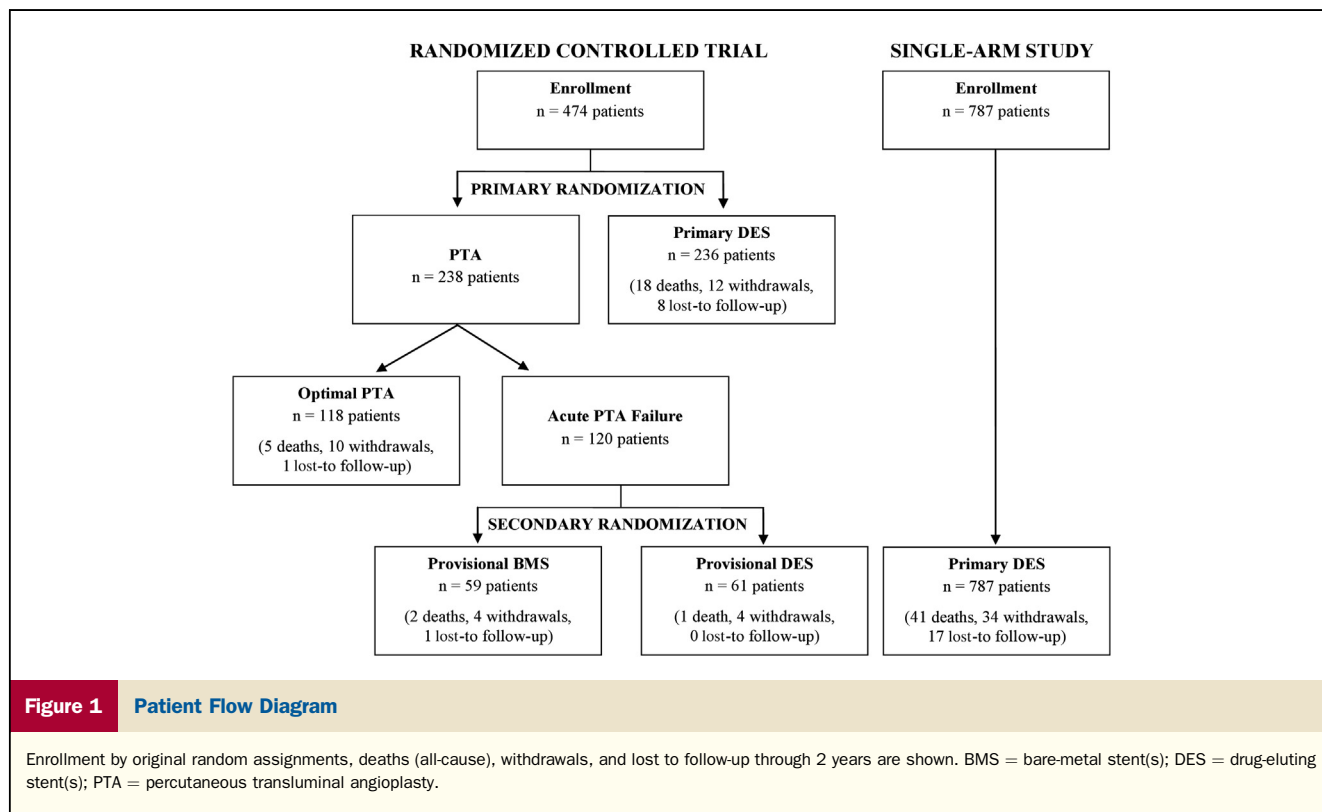 RANDOMIZED CONTROLLED TRIAL
SINGLE-ARM STUDY
Enrollment
n = 474 patients
Enrollment
n = 787 patients
PRIMARY RANDOMIZATION
PTA
n = 238 patients
Primary DES
n = 236 patients
(18 deaths, 12 withdrawals,
8 lost-to follow-up)
Optimal PTA
n = 118 patients
(5 deaths, 10 withdrawals,
1 lost-to follow-up)
Acute PTA Failure
n = 120 patients
SECONDARY RANDOMIZATION
Provisional BMS
n = 59 patients
(2 deaths, 4 withdrawals,
1 lost-to follow-up)
Provisional DES
n = 61 patients
(1 death, 4 withdrawals,
0 lost-to follow-up)
Primary DES
n = 787 patients
(41 deaths, 34 withdrawals,
17 lost-to follow-up)
Figure 1 Patient Flow Diagram
Enrollment by original random assignments, deaths (all-cause), withdrawals, and lost to follow-up through 2 years are shown. BMS = bare-metal stent(s); DES = drug-eluting
stent(s); PTA = percutaneous transluminal angioplasty.